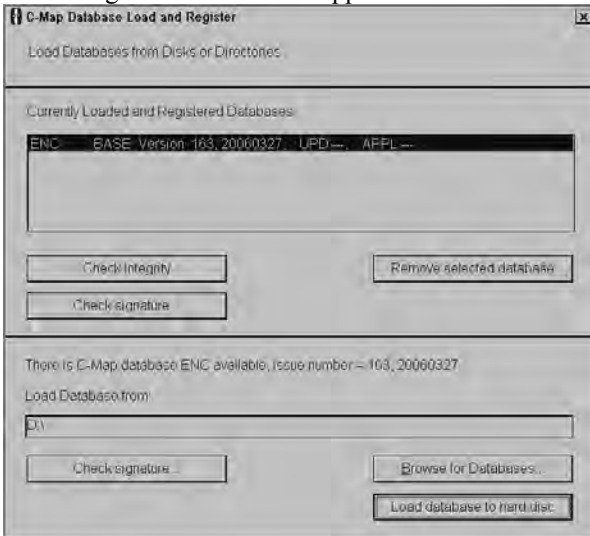 C-Map Database Load and Register
Load Databases from Disks or Directories
Currently Loaded and Registered Databases
ENC BASE Version 163, 20060327, UPD ---, APPL ---
Check Integrity
Remove selected database
Check signature
There is C-Map database ENC available, issue number = 163, 20060327
Load Database from
D:\
Check signature...
Browse for Databases...
Load database to hard disc